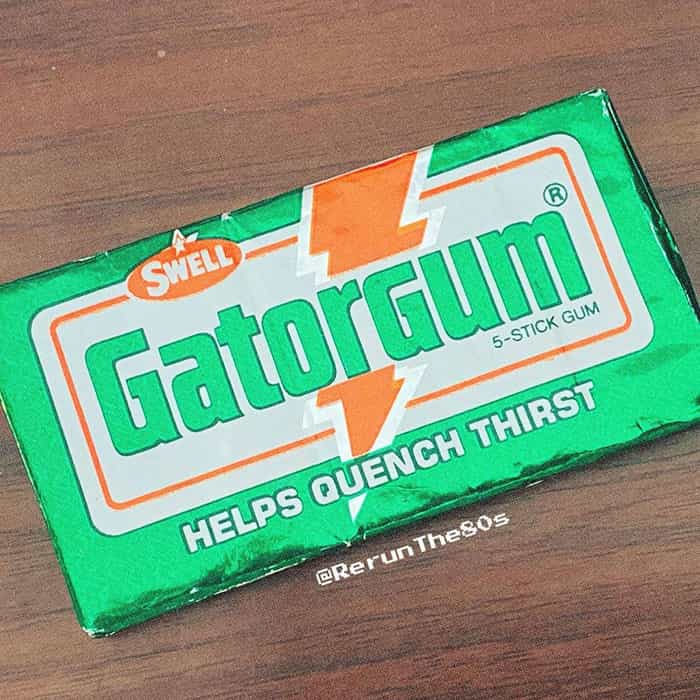 SWELL
GatorGum®
5-STICK GUM
HELPS QUENCH THIRST
@RerunThe80s